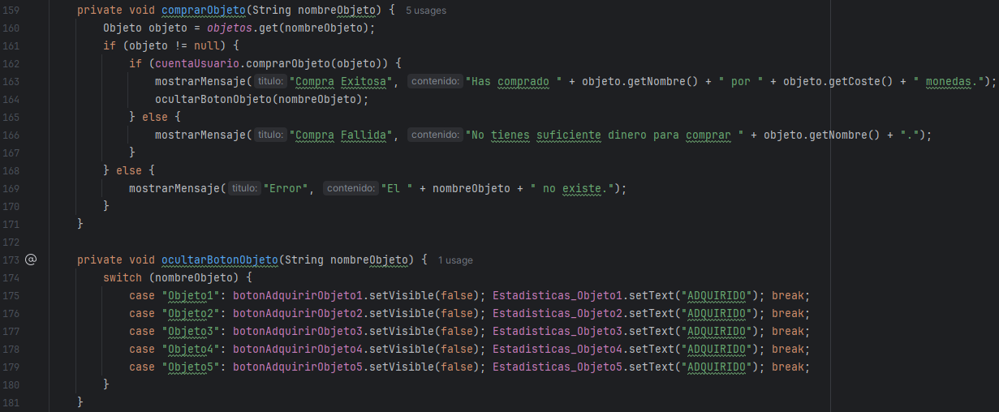 159 private void comprarObjeto(String nombreObjeto) { 5 usages
160 Objeto objeto = objetos.get(nombreObjeto);
161 if (objeto != null) {
162 if (cuentaUsuario.comprarObjeto(objeto)) {
163 mostrarMensaje( titulo: "Compra Exitosa", contenido: "Has comprado " + objeto.getNombre() + " por " + objeto.getCoste() + " monedas.");
164 ocultarBotonObjeto(nombreObjeto);
165 } else {
166 mostrarMensaje( titulo: "Compra Fallida", contenido: "No tienes suficiente dinero para comprar " + objeto.getNombre() + ".");
167 }
168 } else {
169 mostrarMensaje( titulo: "Error", contenido: "El " + nombreObjeto + " no existe.");
170 }
171 }
172
173 @ private void ocultarBotonObjeto(String nombreObjeto) { 1 usage
174 switch (nombreObjeto) {
175 case "Objeto1": botonAdquirirObjeto1.setVisible(false); Estadisticas_Objeto1.setText("ADQUIRIDO"); break;
176 case "Objeto2": botonAdquirirObjeto2.setVisible(false); Estadisticas_Objeto2.setText("ADQUIRIDO"); break;
177 case "Objeto3": botonAdquirirObjeto3.setVisible(false); Estadisticas_Objeto3.setText("ADQUIRIDO"); break;
178 case "Objeto4": botonAdquirirObjeto4.setVisible(false); Estadisticas_Objeto4.setText("ADQUIRIDO"); break;
179 case "Objeto5": botonAdquirirObjeto5.setVisible(false); Estadisticas_Objeto5.setText("ADQUIRIDO"); break;
180 }
181 }